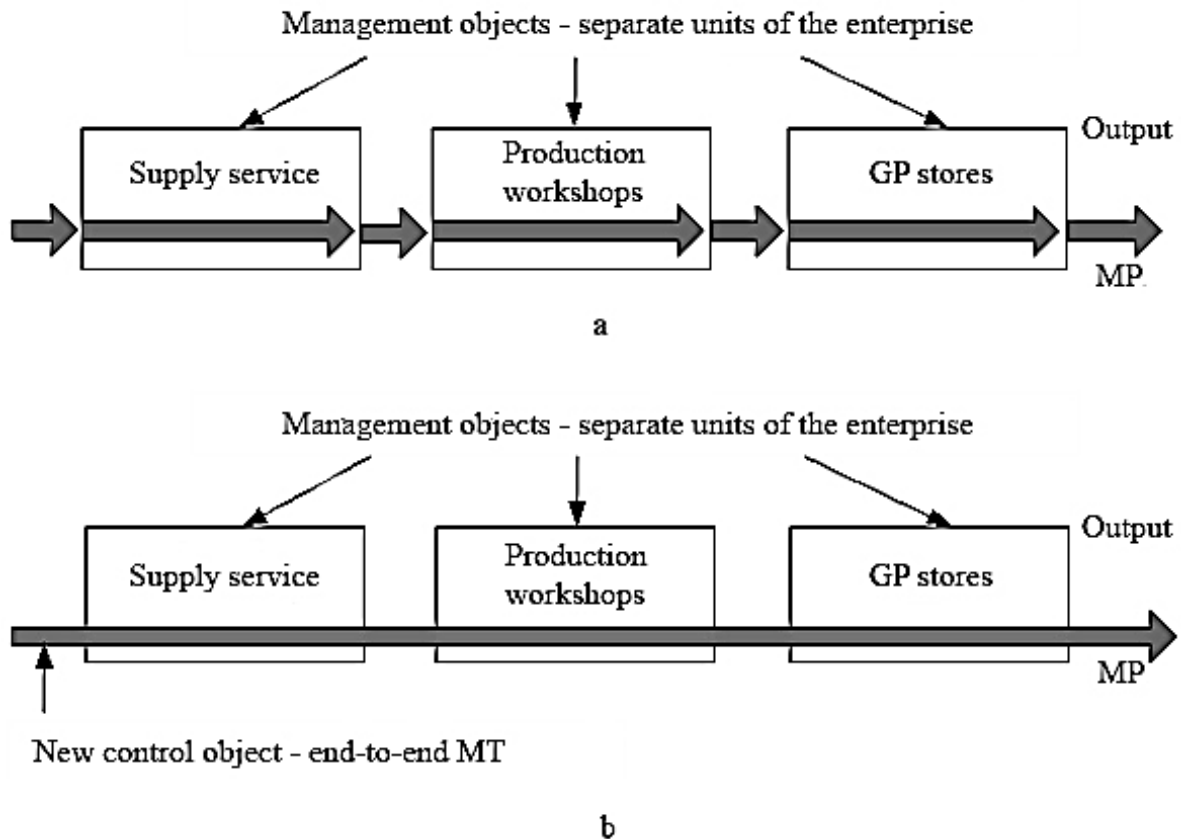 Management objects - separate units of the enterprise
Supply service
Production
workshops
GP stores
Output
MP.
a
Management objects - separate units of the enterprise
Supply service
Production
workshops
GP stores
Output
MP
New control object - end-to-end MT
b